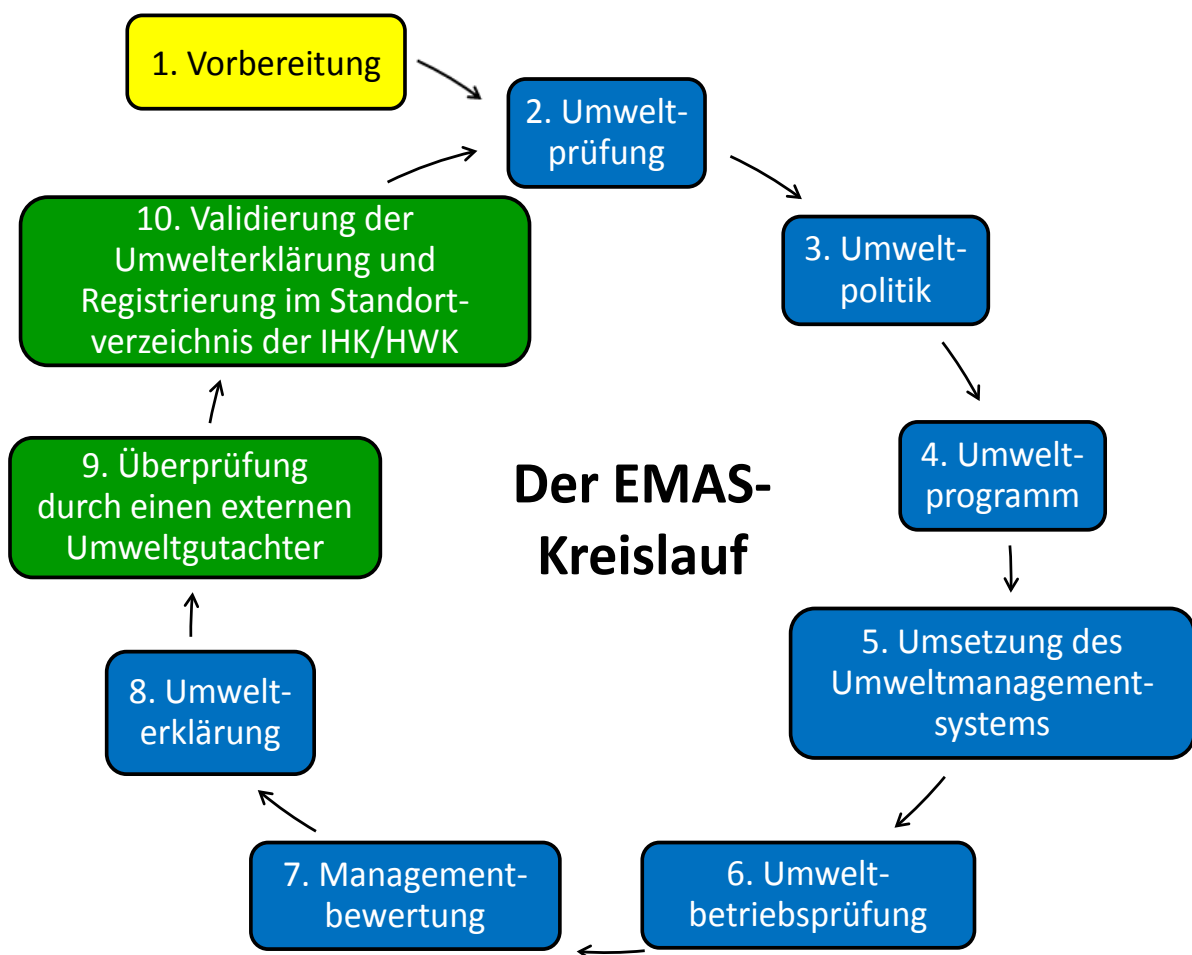 1. Vorbereitung
2. Umwelt-
prüfung
3. Umwelt-
politik
4. Umwelt-
programm
5. Umsetzung des
Umweltmanagement-
systems
6. Umwelt-
betriebsprüfung
7. Management-
bewertung
8. Umwelt-
erklärung
9. Überprüfung
durch einen externen
Umweltgutachter
10. Validierung der
Umwelterklärung und
Registrierung im Standort-
verzeichnis der IHK/HWK
Der EMAS-
Kreislauf